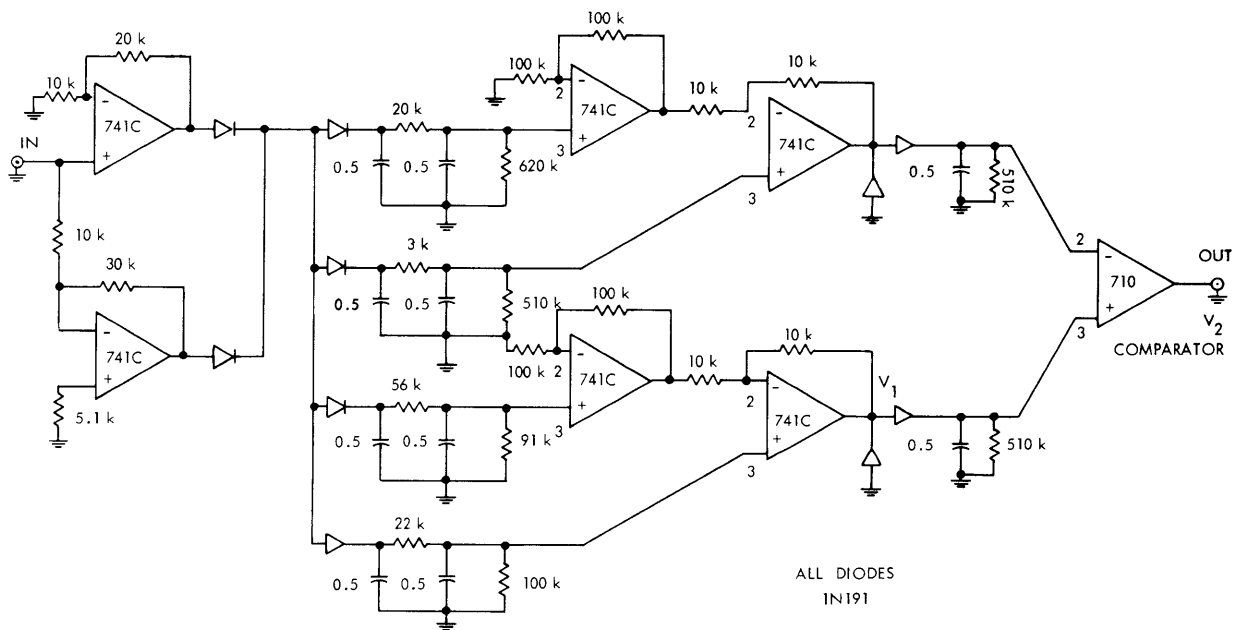 20 k
10 k
−
741C
+
IN
10 k
30 k
−
741C
+
5.1 k
100 k
100 k
2
−
741C
+
3
10 k
10 k
2
−
741C
+
3
20 k
0.5
0.5
620 k
3 k
0.5
0.5
510 k
100 k
100 k
2
−
741C
+
3
10 k
10 k
2
−
741C
+
3
V1
56 k
0.5
0.5
91 k
22 k
0.5
0.5
100 k
0.5
510 k
0.5
510 k
2
−
710
+
3
OUT
V2
COMPARATOR
ALL DIODES
1N191